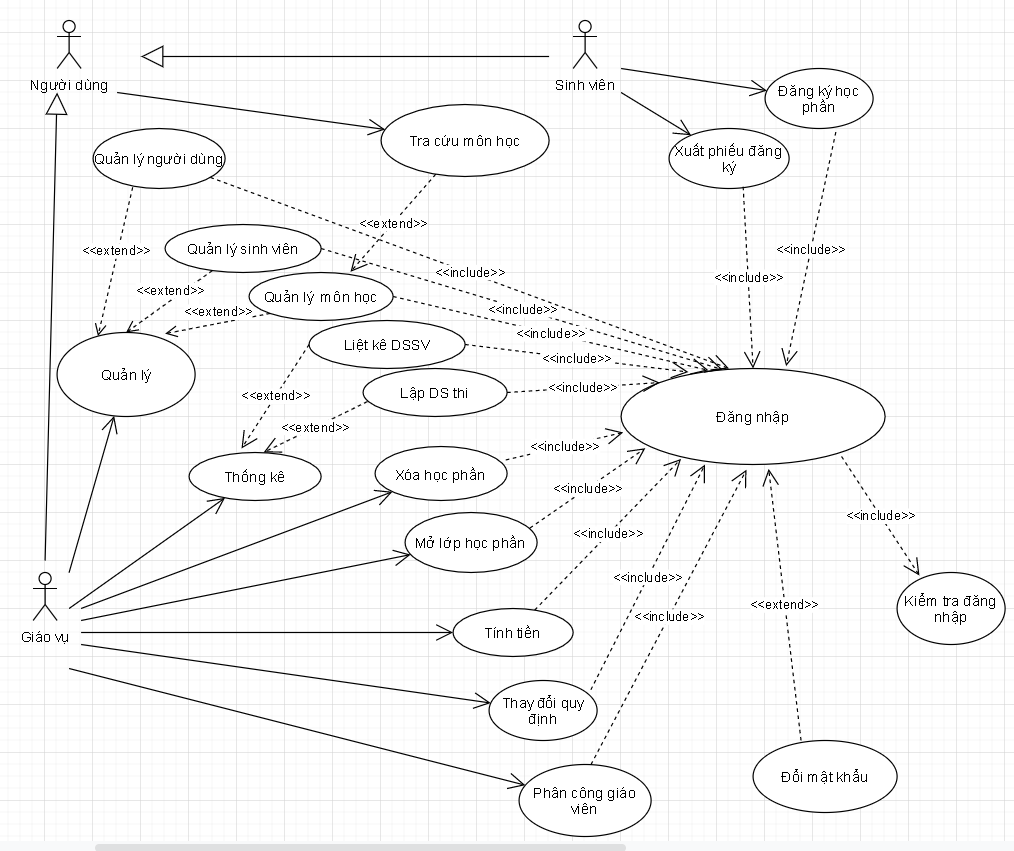 Người dùng
Sinh viên
Đăng ký học
phần
Tra cứu môn học
Xuất phiếu đăng
ký
Quản lý người dùng
<<extend>>
<<extend>>
Quản lý sinh viên
<<include>>
<<include>>
<<include>>
<<extend>>
Quản lý môn học
<<extend>>
<<include>>
<<include>>
Liệt kê DSSV
<<include>>
Quản lý
<<include>>
Lập DS thi
<<extend>>
Đăng nhập
<<extend>>
<<include>>
Thống kê
Xóa học phần
<<include>>
<<include>>
Mở lớp học phần
<<include>>
<<include>>
<<extend>>
Kiểm tra đăng
nhập
<<include>>
Giáo vụ
Tính tiền
Thay đổi quy
định
Đổi mật khẩu
Phân công giáo
viên